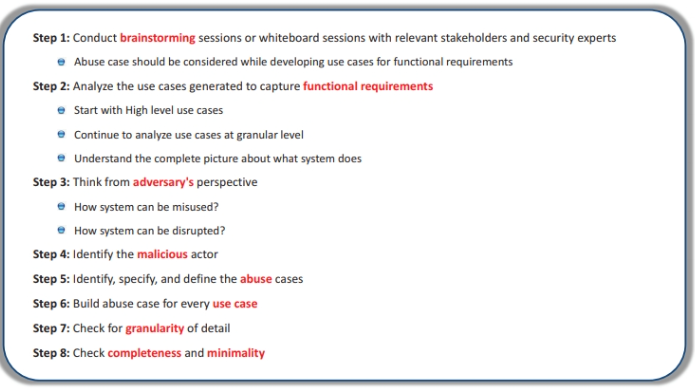 Step 1: Conduct brainstorming sessions or whiteboard sessions with relevant stakeholders and security experts
Abuse case should be considered while developing use cases for functional requirements
Step 2: Analyze the use cases generated to capture functional requirements
Start with High level use cases
Continue to analyze use cases at granular level
Understand the complete picture about what system does
Step 3: Think from adversary's perspective
How system can be misused?
How system can be disrupted?
Step 4: Identify the malicious actor
Step 5: Identify, specify, and define the abuse cases
Step 6: Build abuse case for every use case
Step 7: Check for granularity of detail
Step 8: Check completeness and minimality